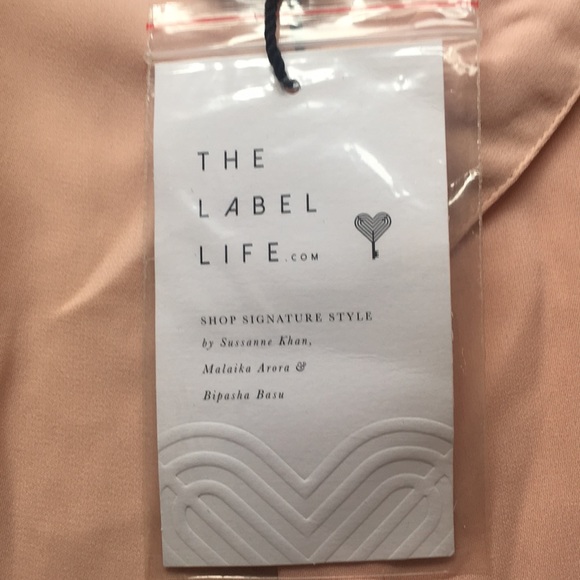 THE
LABEL
LIFE.COM
SHOP SIGNATURE STYLE
by Sussanne Khan,
Malaika Arora &
Bipasha Basu